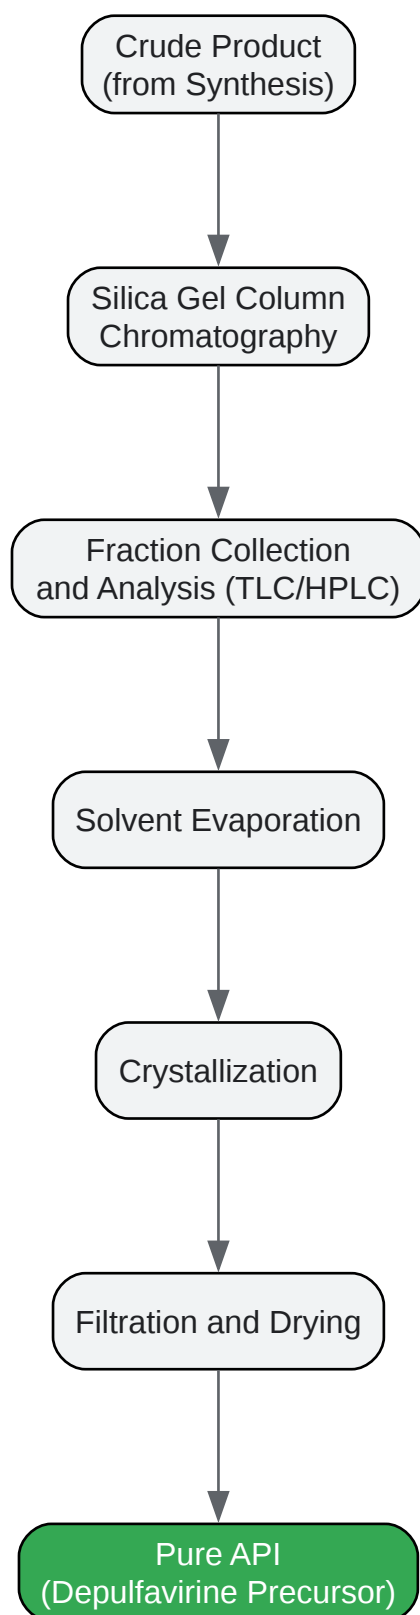 Crude Product
(from Synthesis)
Silica Gel Column
Chromatography
Fraction Collection
and Analysis (TLC/HPLC)
Solvent Evaporation
Crystallization
Filtration and Drying
Pure API
(Depulfavirine Precursor)